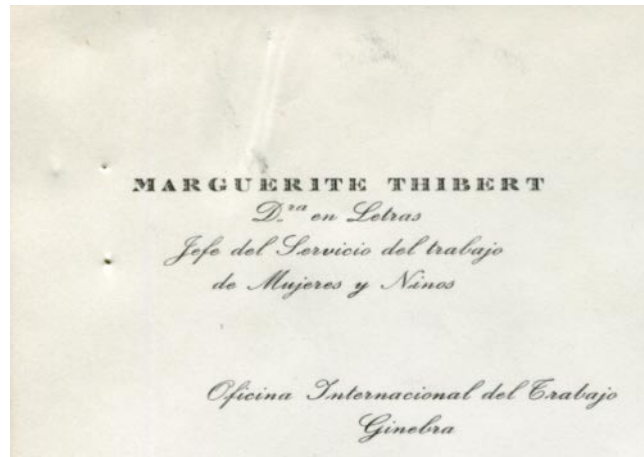 MARGUERITE THIBERT
D.ra en Letras
Jefe del Servicio del trabajo
de Mujeres y Ninos
Oficina Internacional del Trabajo
Ginebra